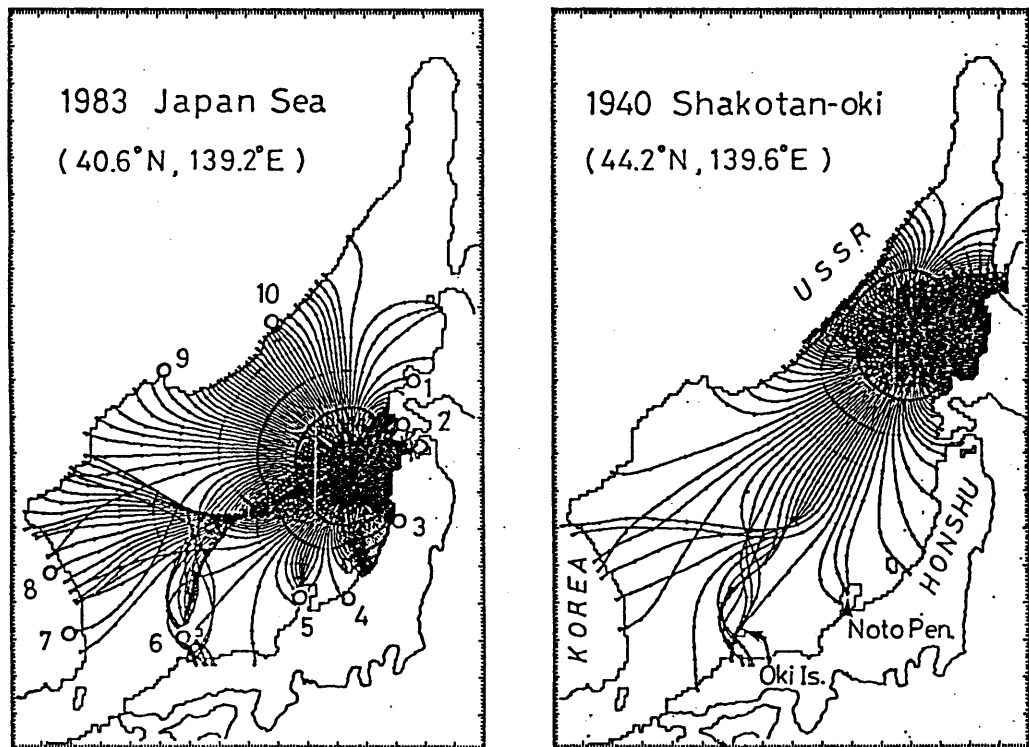 1983 Japan Sea
(40.6°N, 139.2°E)
10
9
1
2
3
8
7
6
5
4
1940 Shakotan-oki
(44.2°N, 139.6°E)
USSR
HONSHU
KOREA
Noto Pen.
Oki Is.